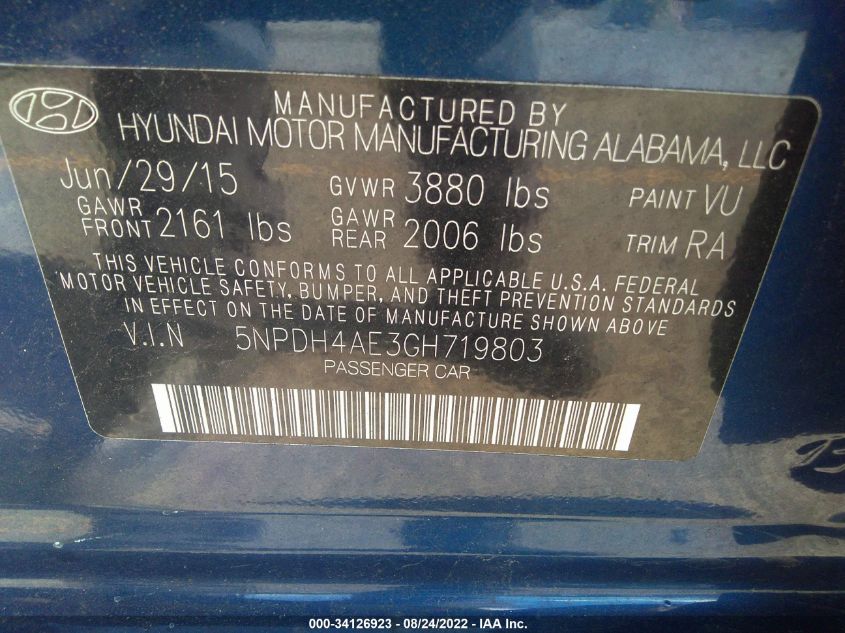 MANUFACTURED BY
HYUNDAI MOTOR MANUFACTURING ALABAMA, LLC
Jun/29/15 GVWR 3880 lbs PAINT VU
GAWR FRONT 2161 lbs GAWR REAR 2006 lbs TRIM RA
THIS VEHICLE CONFORMS TO ALL APPLICABLE U.S.A. FEDERAL
MOTOR VEHICLE SAFETY, BUMPER, AND THEFT PREVENTION STANDARDS
IN EFFECT ON THE DATE OF MANUFACTURE SHOWN ABOVE
V.I.N 5NPDH4AE3GH719803
PASSENGER CAR
000-34126923 - 08/24/2022 - IAA Inc.